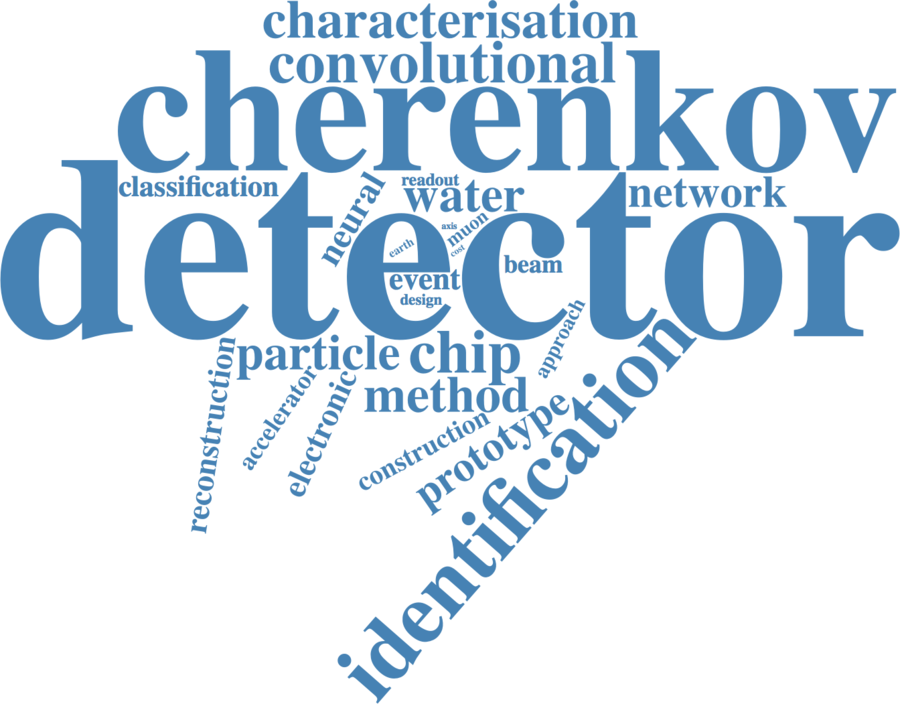 characterisation
convolutional
cherenkov
classification
neural
readout
water
network
detector
axis
muon
earth
cost
event
beam
design
particle
chip
approach
method
reconstruction
accelerator
electronic
construction
prototype
identification